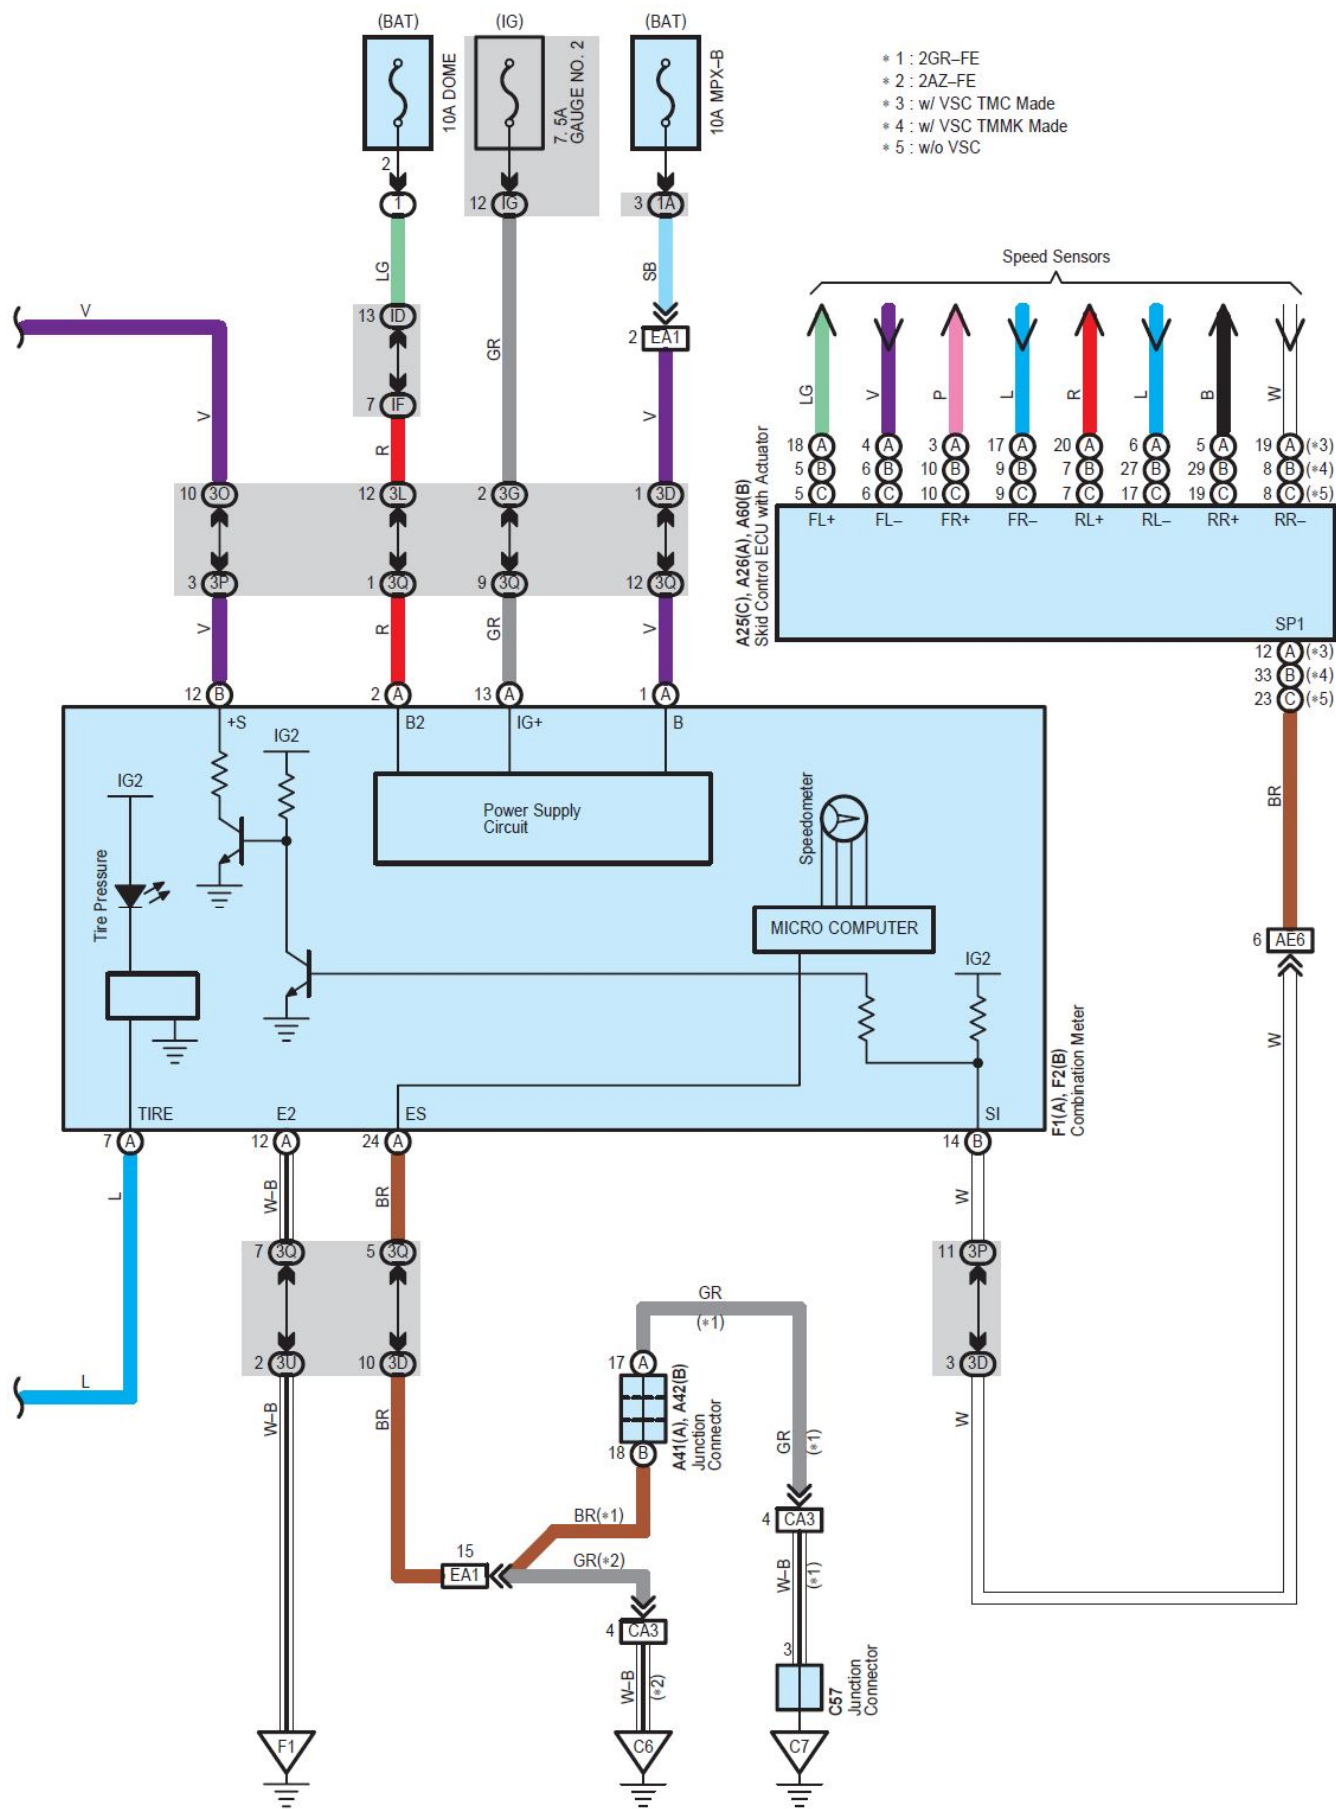 (BAT)
(IG)
(BAT)
10A DOME
7. 5A
GAUGE NO. 2
10A MPX–B
∗ 1 : 2GR–FE
∗ 2 : 2AZ–FE
∗ 3 : w/ VSC TMC Made
∗ 4 : w/ VSC TMMK Made
∗ 5 : w/o VSC
2
1
12 IG
3 1A
LG
SB
Speed Sensors
V
13 ID
2 EA1
GR
7 IF
V
R
V
LG
V
P
L
R
L
B
W
18 A
4 A
3 A
17 A
20 A
6 A
5 A
19 A (∗3)
5 B
6 B
10 B
9 B
7 B
27 B
29 B
8 B (∗4)
5 C
6 C
10 C
9 C
7 C
17 C
19 C
8 C (∗5)
10 3O
12 3L
2 3G
1 3D
FL+
FL–
FR+
FR–
RL+
RL–
RR+
RR–
A25(C), A26(A), A60(B)
Skid Control ECU with Actuator
3 3P
1 3Q
9 3Q
12 3Q
SP1
V
R
GR
V
12 A (∗3)
33 B (∗4)
23 C (∗5)
12 B
2 A
13 A
1 A
+S
B2
IG+
B
IG2
IG2
Power Supply
Circuit
Speedometer
BR
Tire Pressure
MICRO COMPUTER
6 AE6
IG2
W
F1(A), F2(B)
Combination Meter
TIRE
E2
ES
SI
7 A
12 A
24 A
14 B
L
W–B
BR
W
7 3Q
5 3Q
11 3P
GR
(∗1)
2 3U
10 3D
17 A
3 3D
L
W–B
BR
A41(A), A42(B)
Junction
Connector
GR
(∗1)
W
18 B
BR(∗1)
4 CA3
15
EA1
GR(∗2)
W–B
(∗1)
4 CA3
3
W–B
(∗2)
C57
Junction
Connector
F1
C6
C7